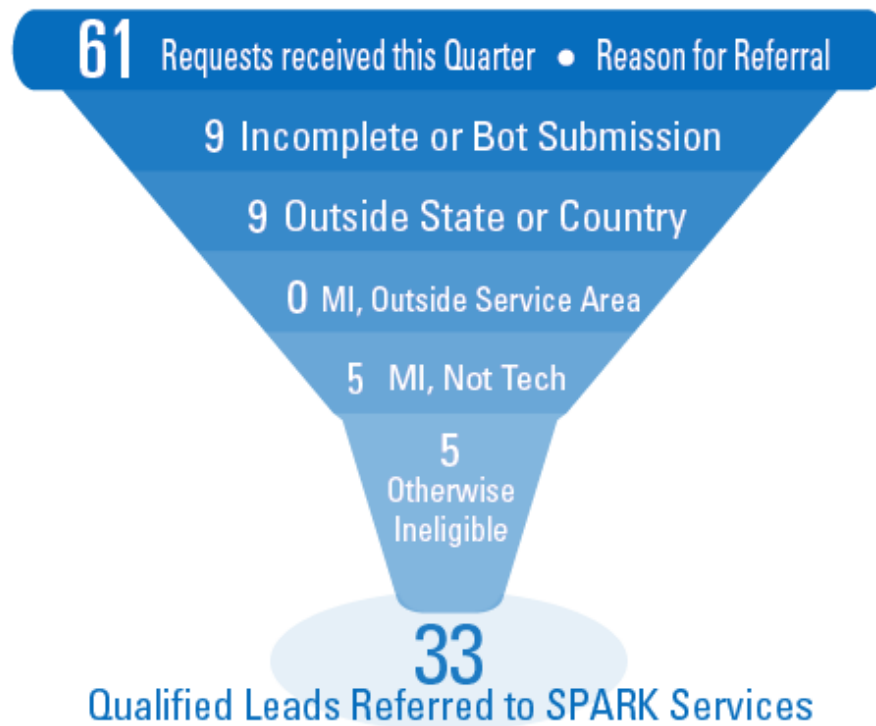 61 Requests received this Quarter • Reason for Referral
9 Incomplete or Bot Submission
9 Outside State or Country
0 MI, Outside Service Area
5 MI, Not Tech
5
Otherwise
Ineligible
33
Qualified Leads Referred to SPARK Services